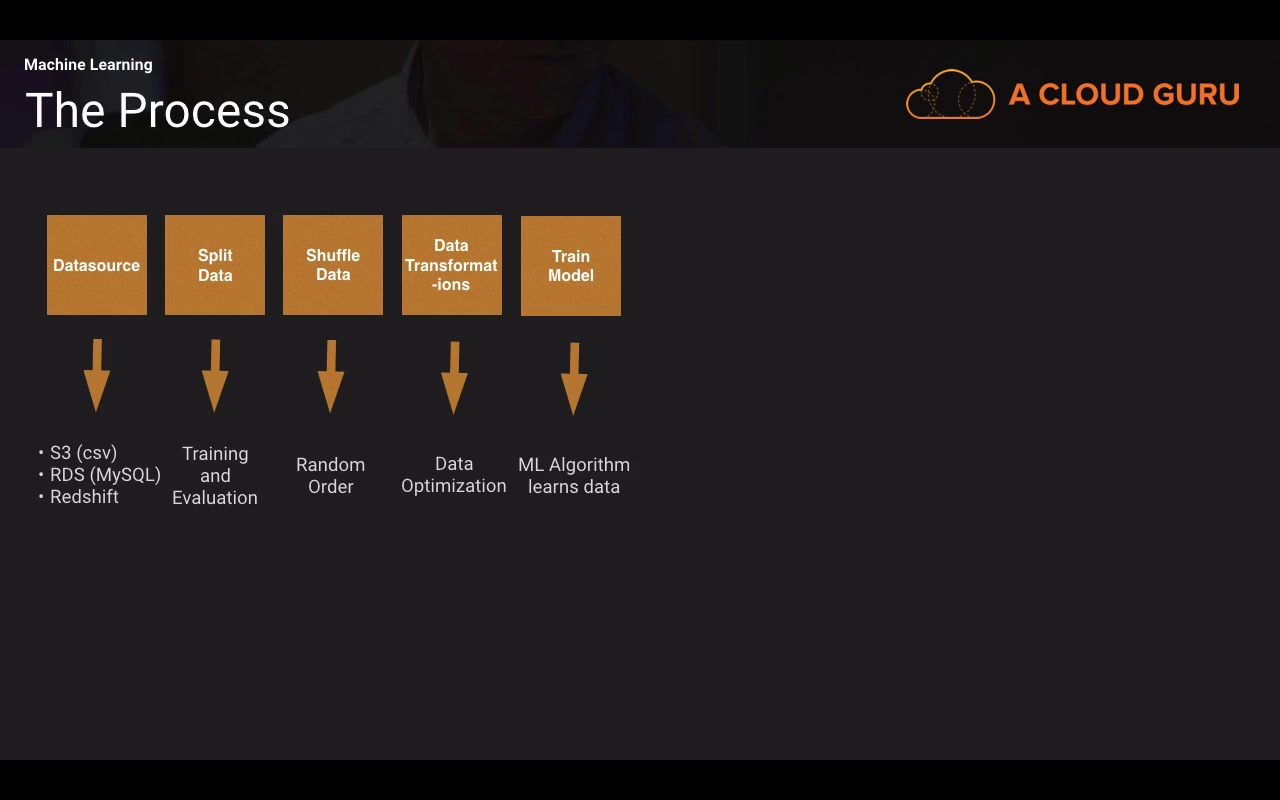 Machine Learning
The Process
A CLOUD GURU
Datasource
Split
Data
Shuffle
Data
Data
Transformat
-ions
Train
Model
• S3 (csv)
• RDS (MySQL)
• Redshift
Training
and
Evaluation
Random
Order
Data
Optimization
ML Algorithm
learns data